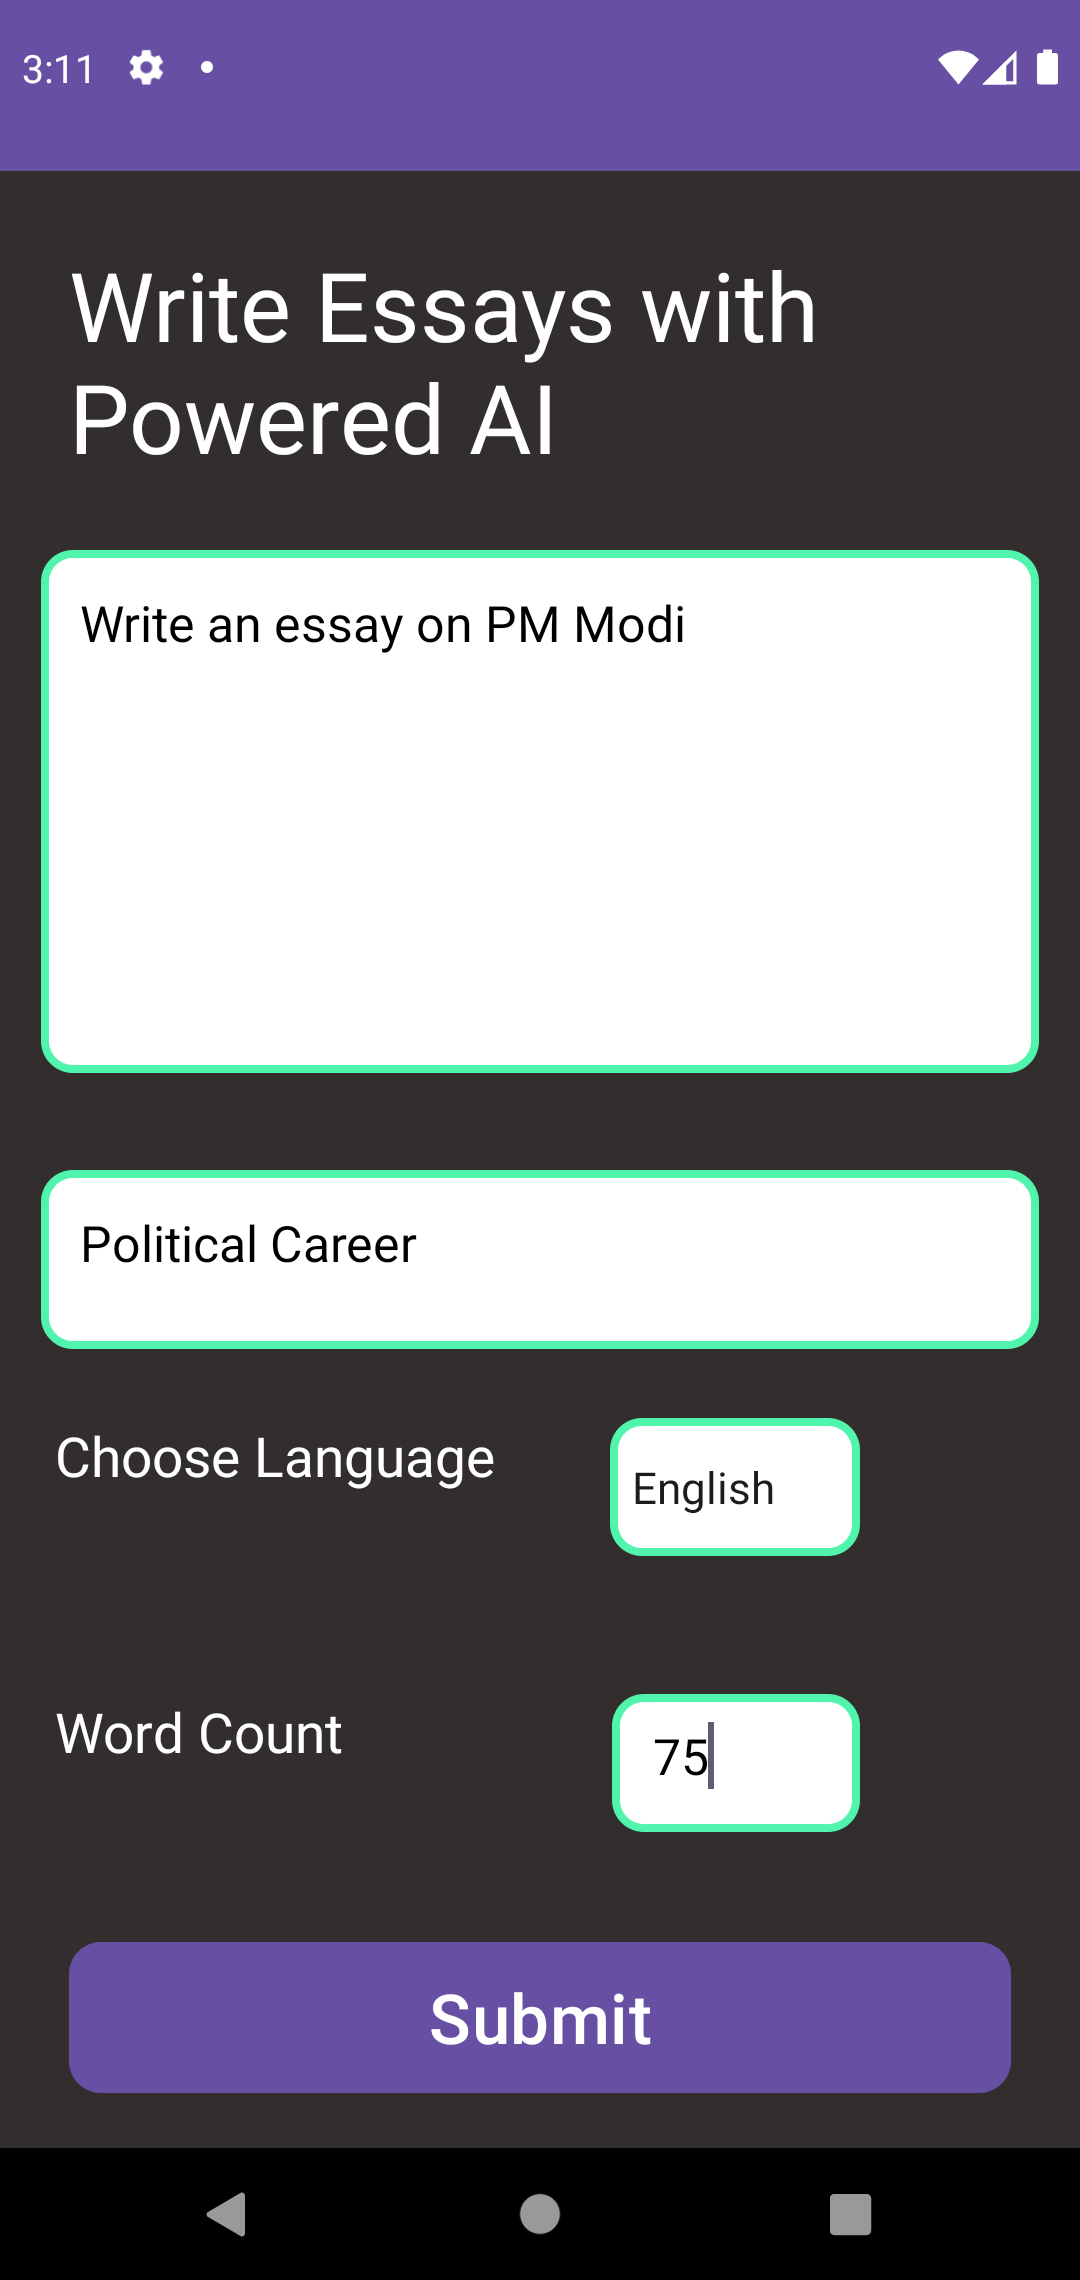 3:11
Write Essays with
Powered AI
Write an essay on PM Modi
Political Career
Choose Language
English
Word Count
75
Submit